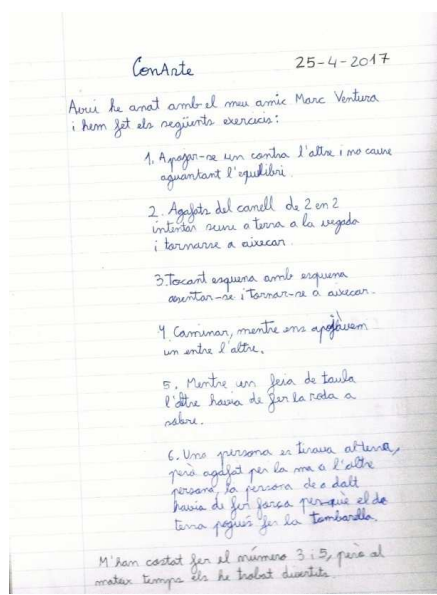 ConArte 25-4-2017
Avui he anat amb el meu amic Marc Ventura
i hem fet els següents exercicis:
1. Apojar-se un contra l'altre i no caure
aguantant l'equilibri.
2. Agafats del canell de 2 en 2
intentar seure a terra a la vegada
i tornarse a aixecar.
3. Tocant esquena amb esquena
asentar-se i tornar-se a aixecar.
4. Caminar, mentre ens apojàvem
un entre l'altre.
5. Mentre un feia de taula
l'altre havia de fer la roda a
sobre.
6. Una persona es tirava al terra,
però agafat per la ma a l'altre
persona, la persona de a dalt
havia de fer força perquè el de
terra pogués fer la tombarella.
M'han costat fer el número 3 i 5, però al
mateix temps els he trobat divertits.